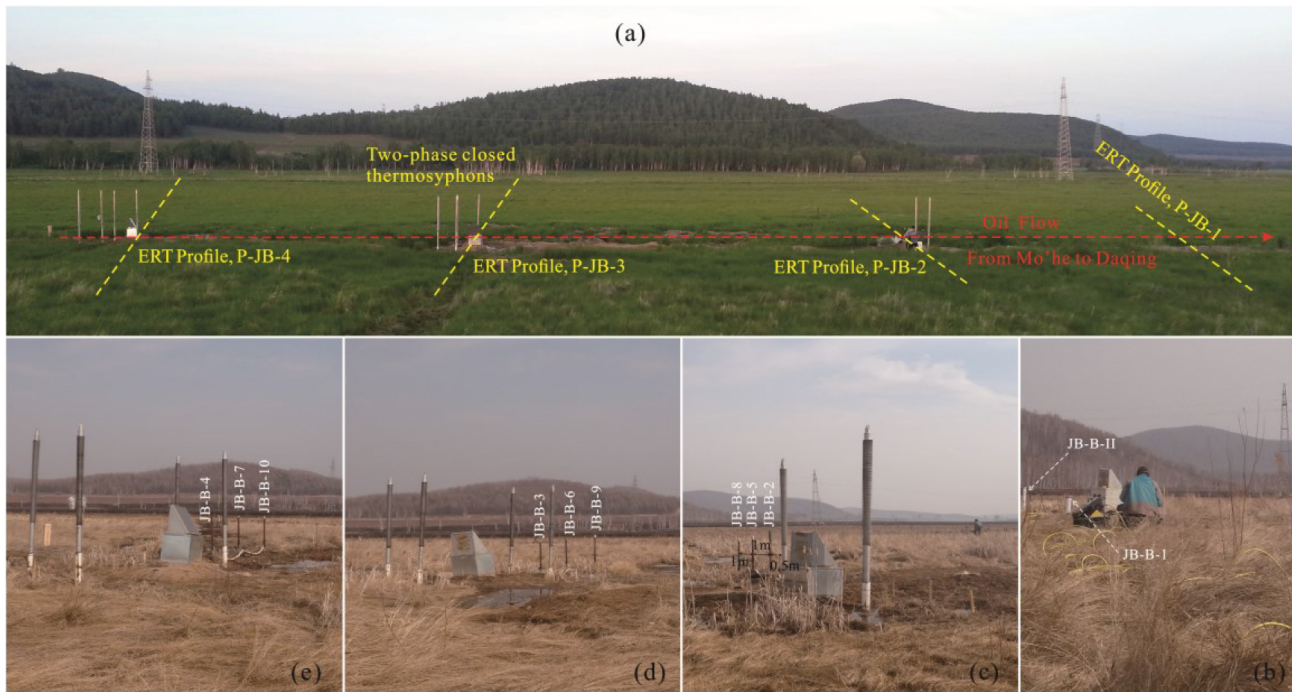 (a)
Two-phase closed
thermosyphons
ERT Profile, P-JB-1
Oil Flow
From Mo'he to Daqing
ERT Profile, P-JB-4
ERT Profile, P-JB-3
ERT Profile, P-JB-2
JB-B-4
JB-B-7
JB-B-10
(e)
JB-B-3
JB-B-6
JB-B-9
(d)
JB-B-8
JB-B-5
JB-B-2
1m
1m
0.5m
(c)
JB-B-II
JB-B-I
(b)